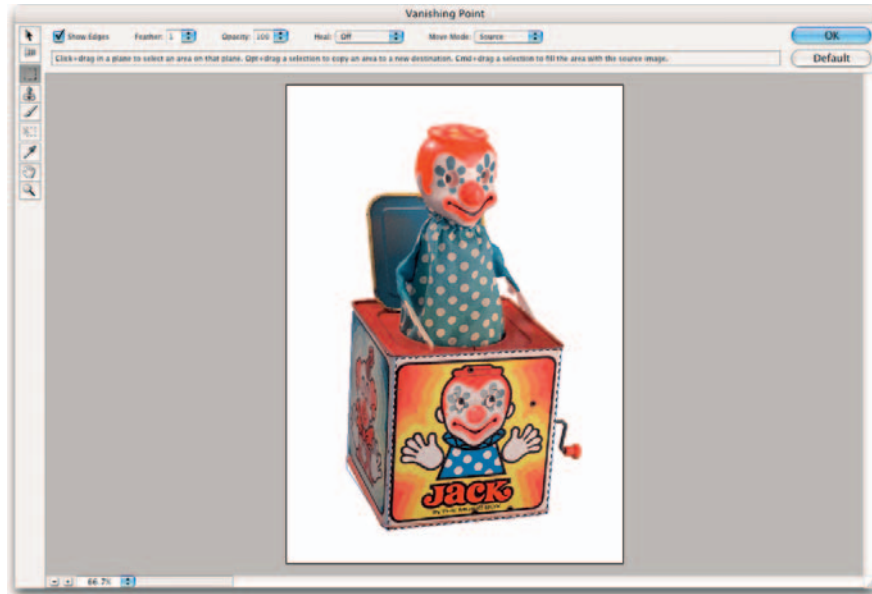 Vanishing Point
Show Edges Feather: 1 Opacity: 100 Heal: Off Move Mode: Source OK
Click+drag in a plane to select an area on that plane. Opt+drag a selection to copy an area to a new destination. Cmd+drag a selection to fill the area with the source image. Default
Jack
66.7%